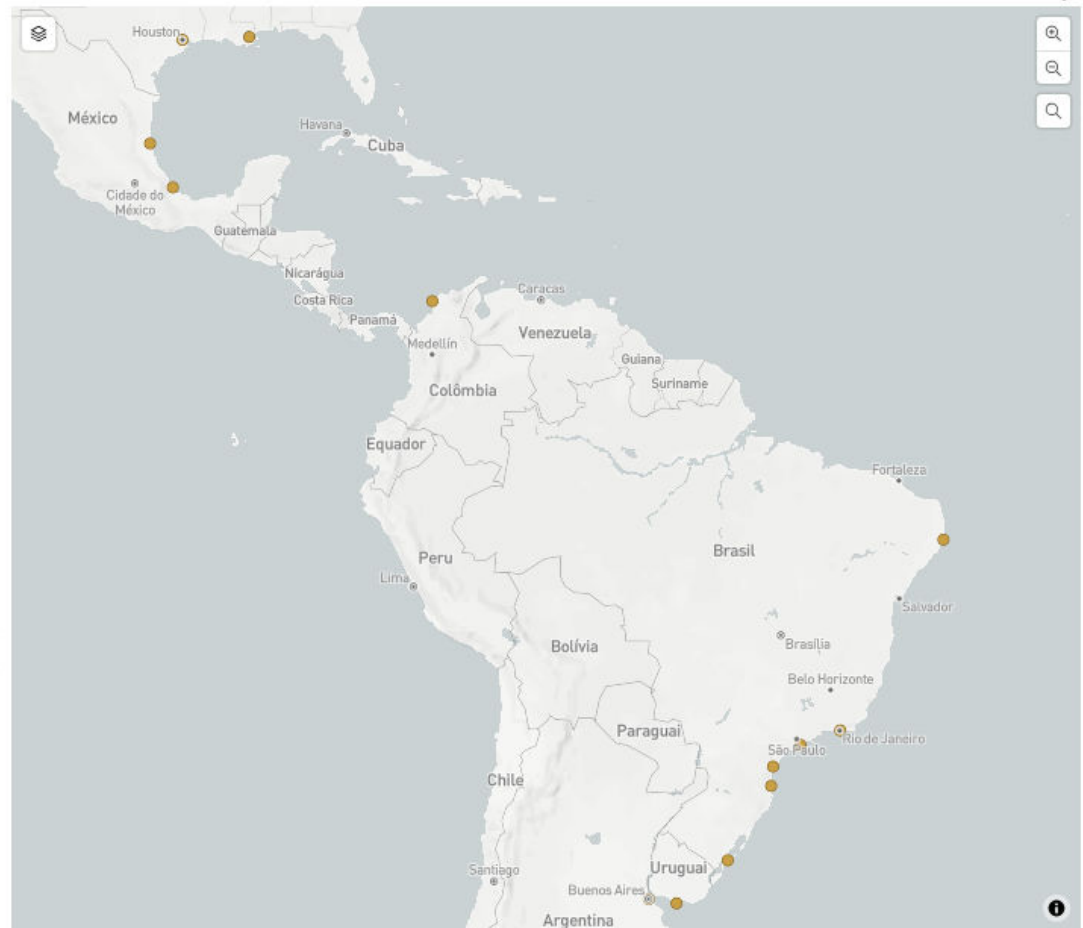 Houston
México
Havana
Cuba
Cidade do
México
Guatemala
Nicarágua
Costa Rica
Panamá
Caracas
Venezuela
Medellín
Guiana
Suriname
Colômbia
Equador
Fortaleza
Peru
Brasil
Lima
Salvador
Bolívia
Brasília
Belo Horizonte
Paraguai
Rio de Janeiro
São Paulo
Chile
Santiago
Uruguai
Buenos Aires
Argentina